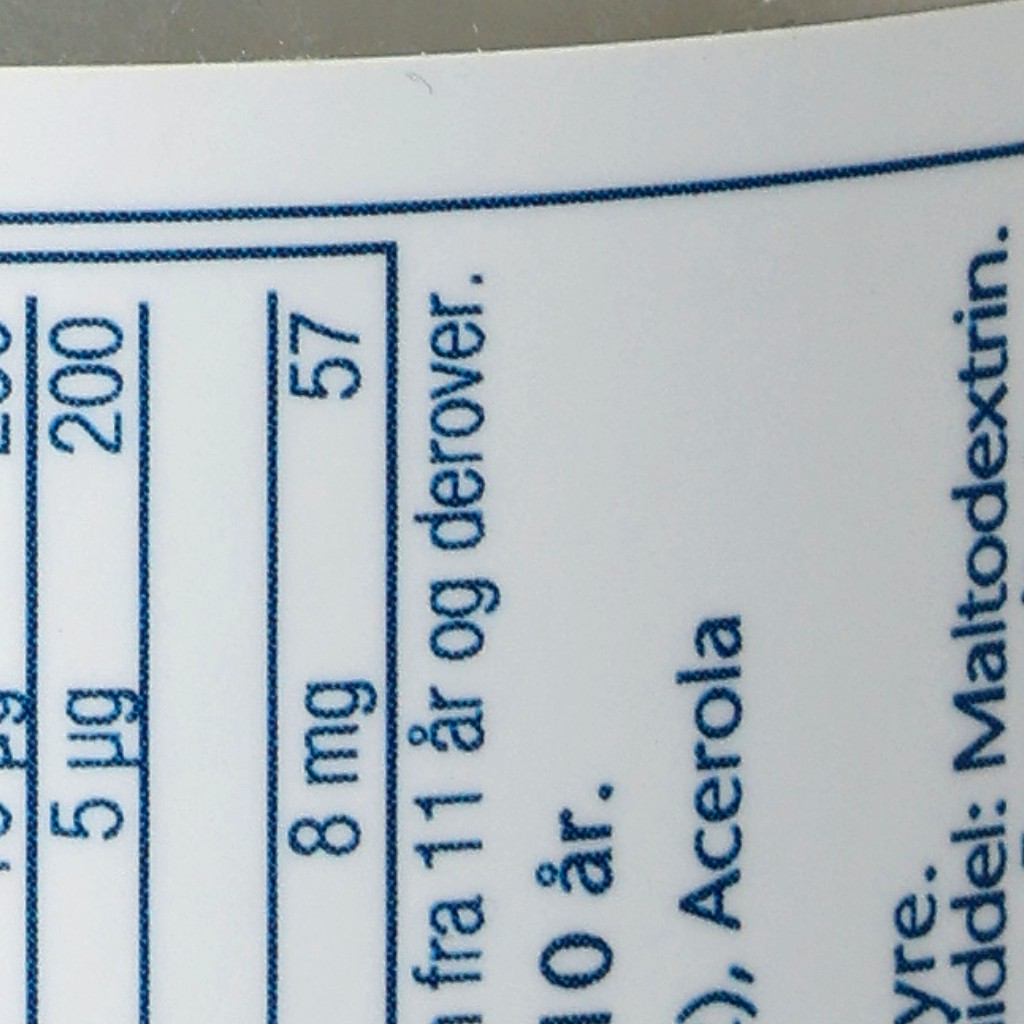 5 µg 200
8 mg 57
fra 11 år og derover.
10 år.
), Acerola
yre.
iddel: Maltodextrin.